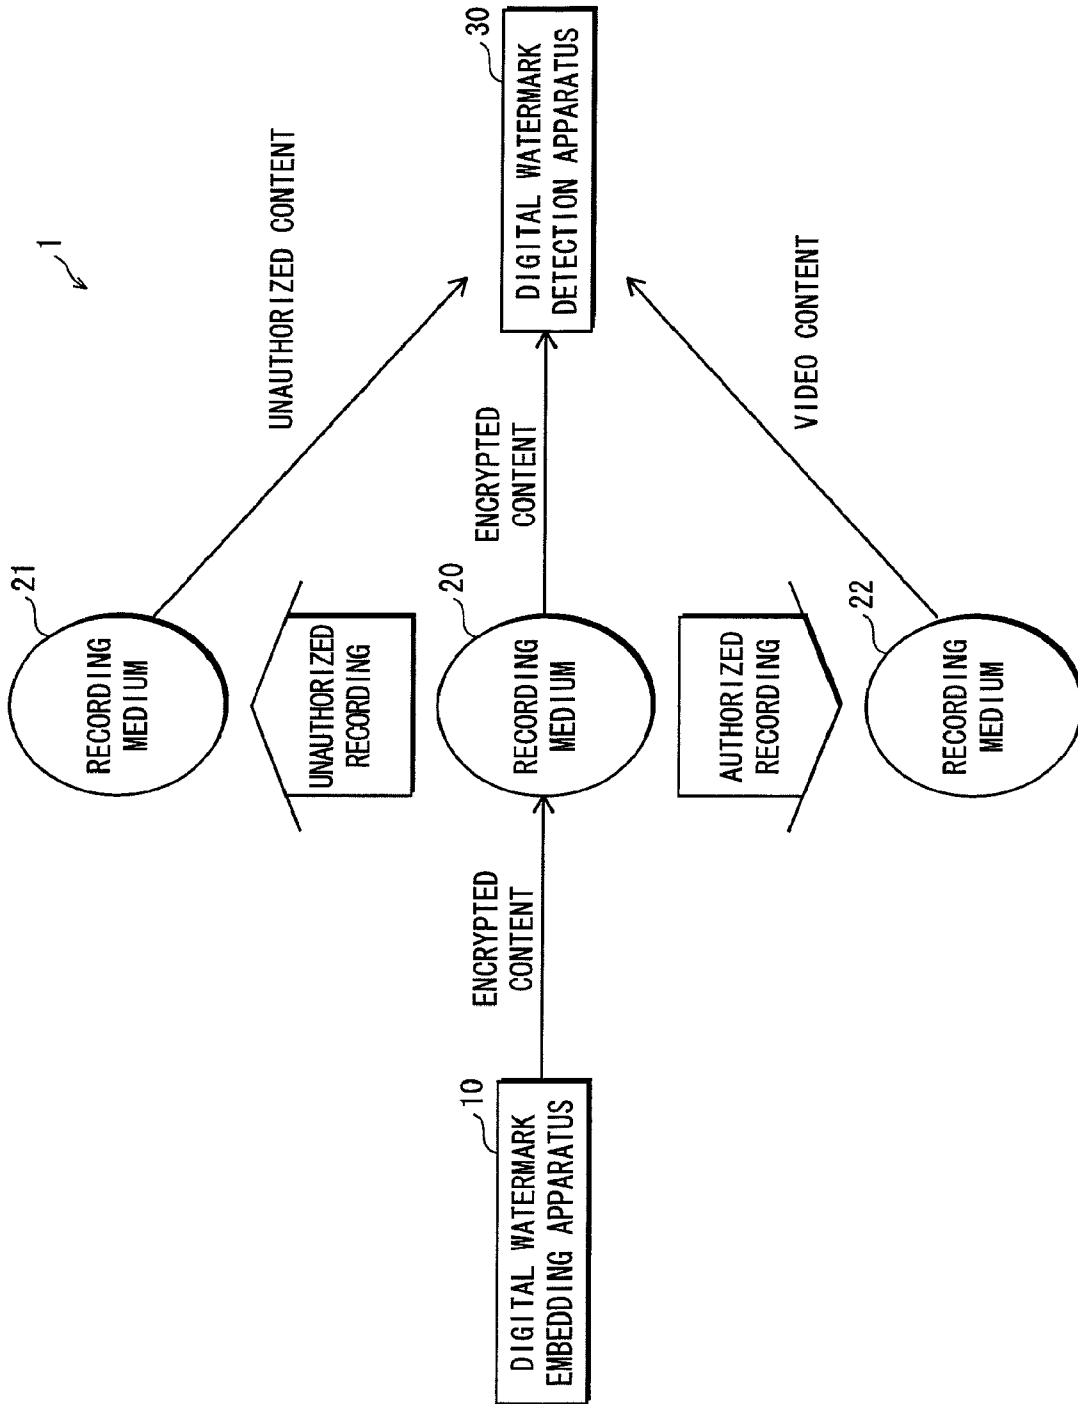 1
10
DIGITAL WATERMARK
EMBEDDING APPARATUS
ENCRYPTED
CONTENT
21
RECORDING
MEDIUM
UNAUTHORIZED
RECORDING
20
RECORDING
MEDIUM
AUTHORIZED
RECORDING
22
RECORDING
MEDIUM
UNAUTHORIZED CONTENT
ENCRYPTED
CONTENT
VIDEO CONTENT
30
DIGITAL WATERMARK
DETECTION APPARATUS